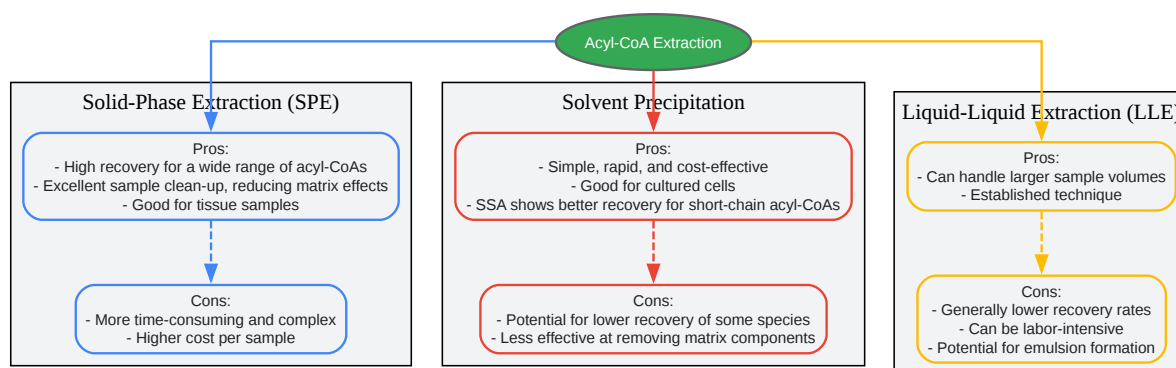 Acyl-CoA Extraction
Solid-Phase Extraction (SPE)
Pros:
- High recovery for a wide range of acyl-CoAs
- Excellent sample clean-up, reducing matrix effects
- Good for tissue samples
Cons:
- More time-consuming and complex
- Higher cost per sample
Solvent Precipitation
Pros:
- Simple, rapid, and cost-effective
- Good for cultured cells
- SSA shows better recovery for short-chain acyl-CoAs
Cons:
- Potential for lower recovery of some species
- Less effective at removing matrix components
Liquid-Liquid Extraction (LLE)
Pros:
- Can handle larger sample volumes
- Established technique
Cons:
- Generally lower recovery rates
- Can be labor-intensive
- Potential for emulsion formation